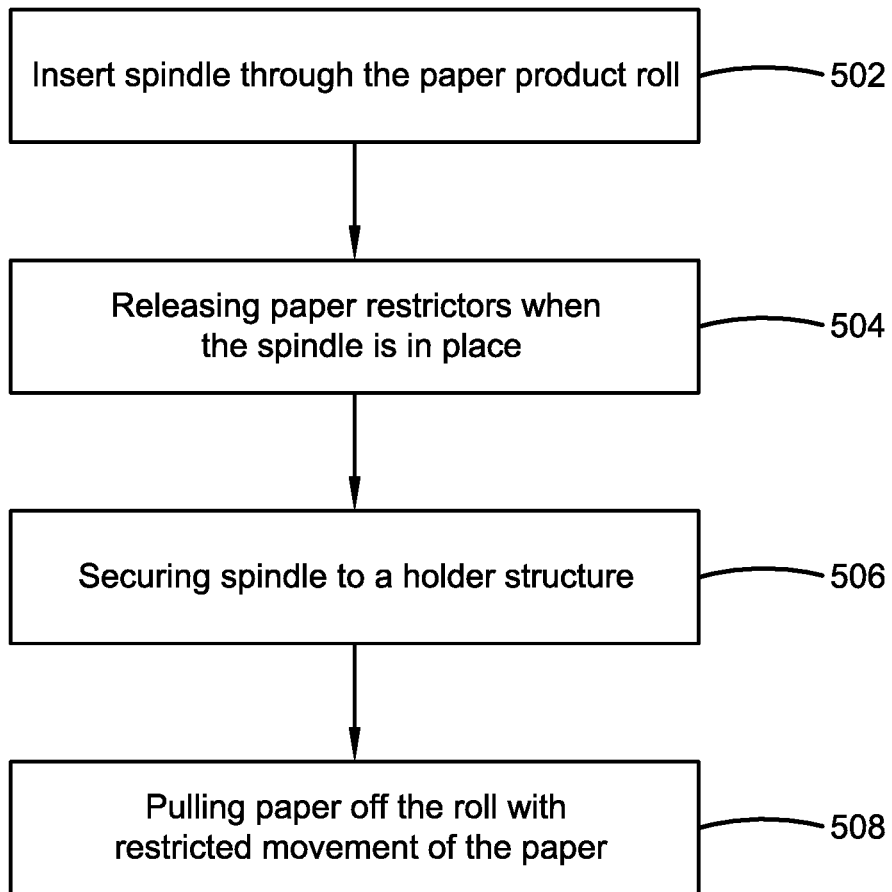 Insert spindle through the paper product roll
502
Releasing paper restrictors when
the spindle is in place
504
Securing spindle to a holder structure
506
Pulling paper off the roll with
restricted movement of the paper
508